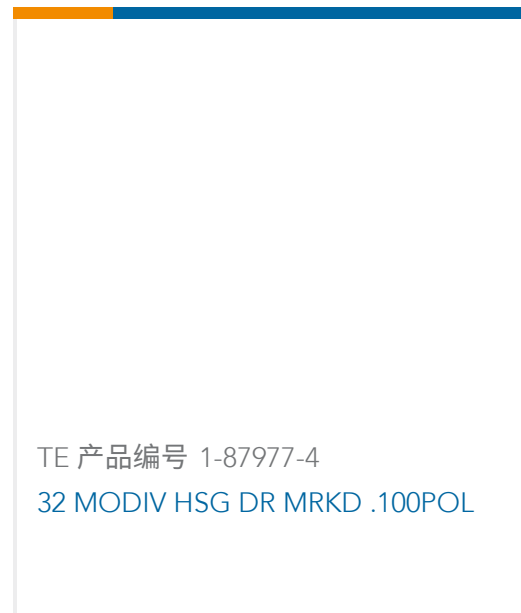 TE 产品编号 1-87977-4
32 MODIV HSG DR MRKD .100POL